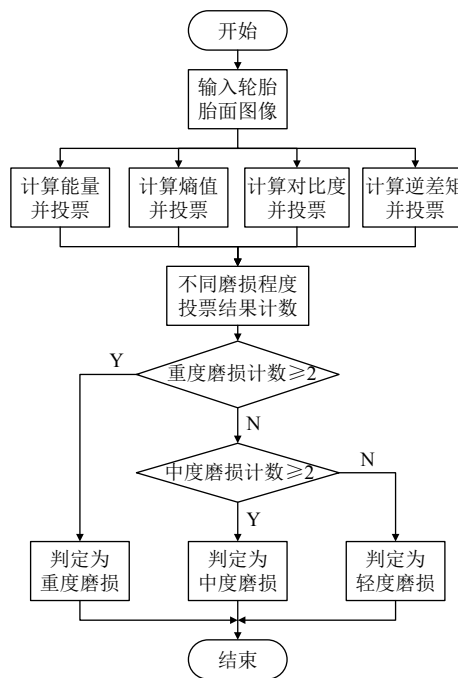 开始
输入轮胎
胎面图像
计算能量
并投票
计算熵值
并投票
计算对比度
并投票
计算逆差矩
并投票
不同磨损程度
投票结果计数
Y
重度磨损计数≥2
N
中度磨损计数≥2
N
Y
判定为
重度磨损
判定为
中度磨损
判定为
轻度磨损
结束